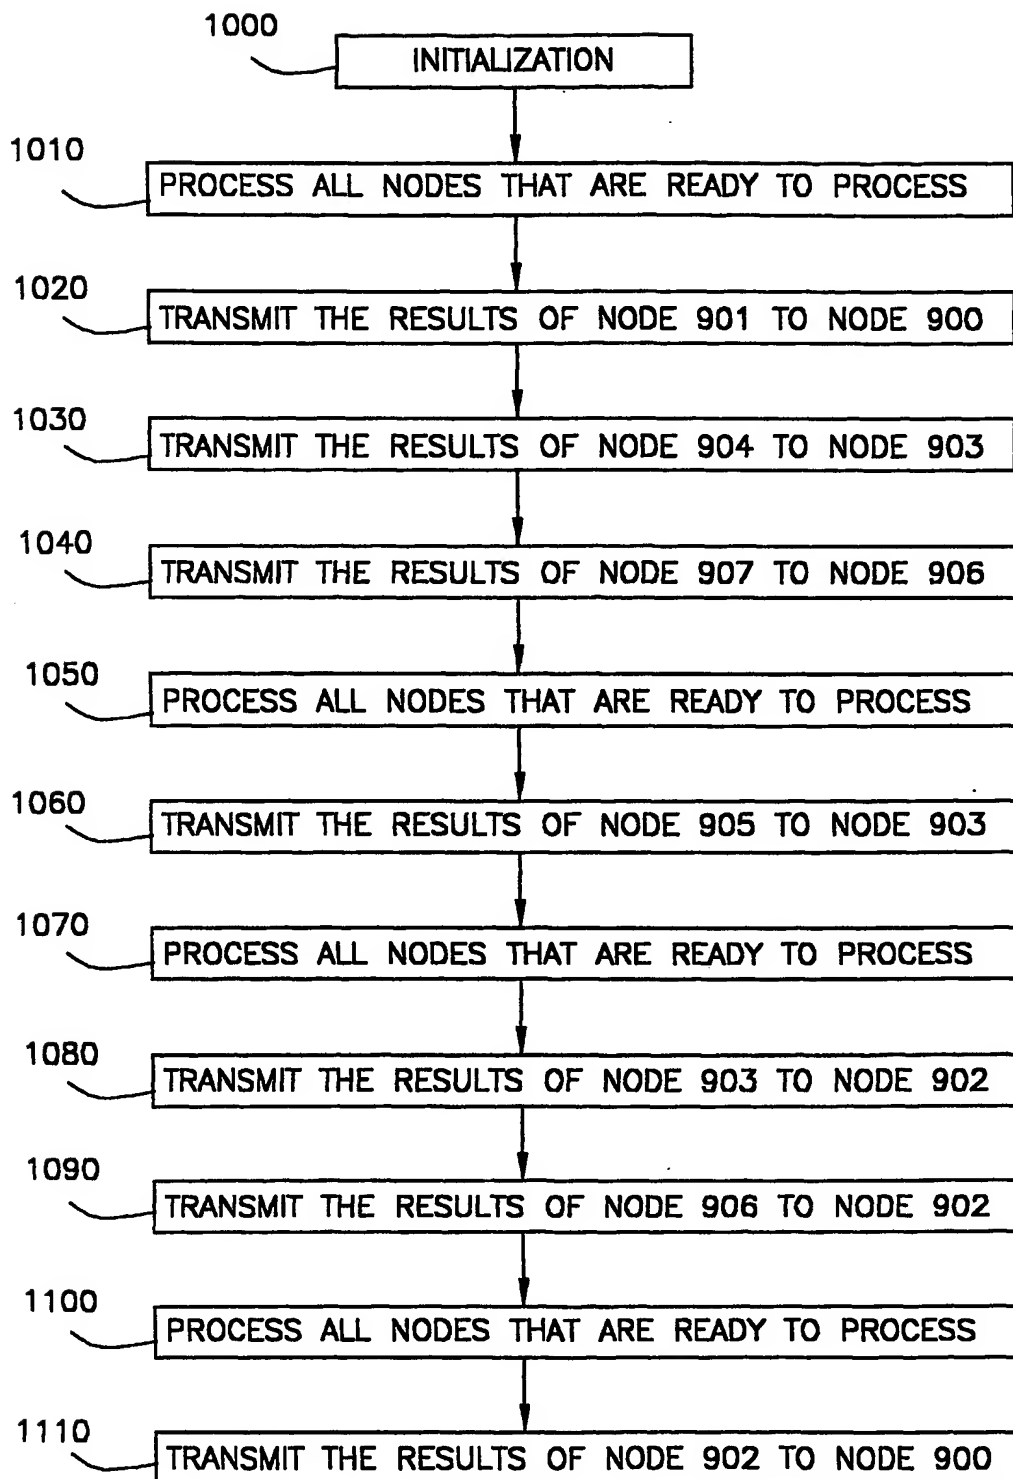 1000
INITIALIZATION
1010
PROCESS ALL NODES THAT ARE READY TO PROCESS
1020
TRANSMIT THE RESULTS OF NODE 901 TO NODE 900
1030
TRANSMIT THE RESULTS OF NODE 904 TO NODE 903
1040
TRANSMIT THE RESULTS OF NODE 907 TO NODE 906
1050
PROCESS ALL NODES THAT ARE READY TO PROCESS
1060
TRANSMIT THE RESULTS OF NODE 905 TO NODE 903
1070
PROCESS ALL NODES THAT ARE READY TO PROCESS
1080
TRANSMIT THE RESULTS OF NODE 903 TO NODE 902
1090
TRANSMIT THE RESULTS OF NODE 906 TO NODE 902
1100
PROCESS ALL NODES THAT ARE READY TO PROCESS
1110
TRANSMIT THE RESULTS OF NODE 902 TO NODE 900